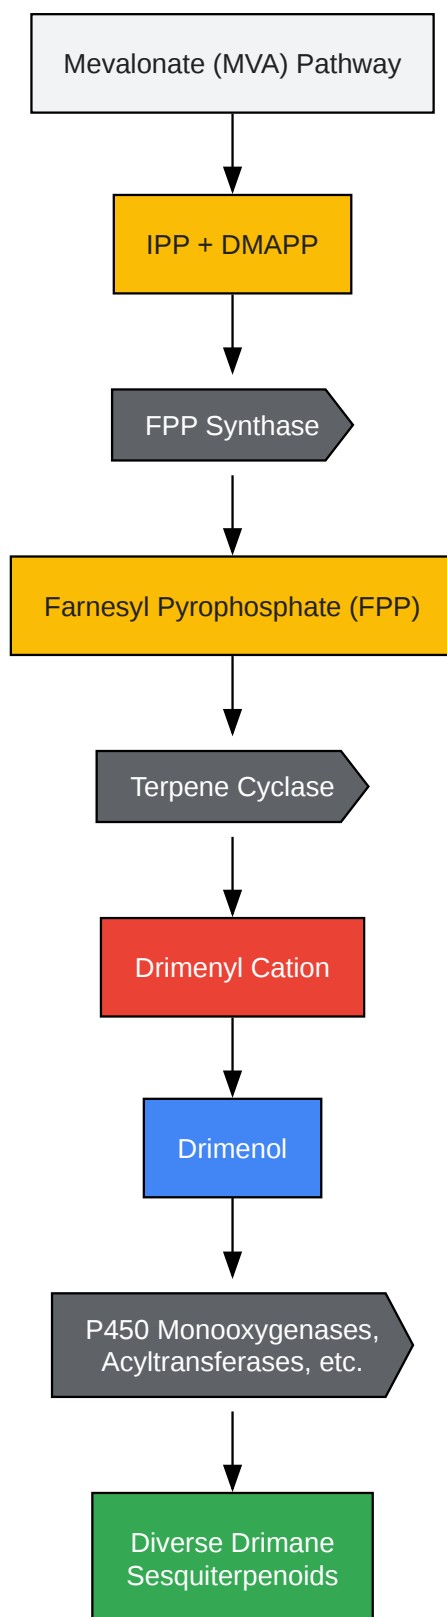 Mevalonate (MVA) Pathway
IPP + DMAPP
FPP Synthase
Farnesyl Pyrophosphate (FPP)
Terpene Cyclase
Drimenyl Cation
Drimenol
P450 Monooxygenases,
Acyltransferases, etc.
Diverse Drimane
Sesquiterpenoids